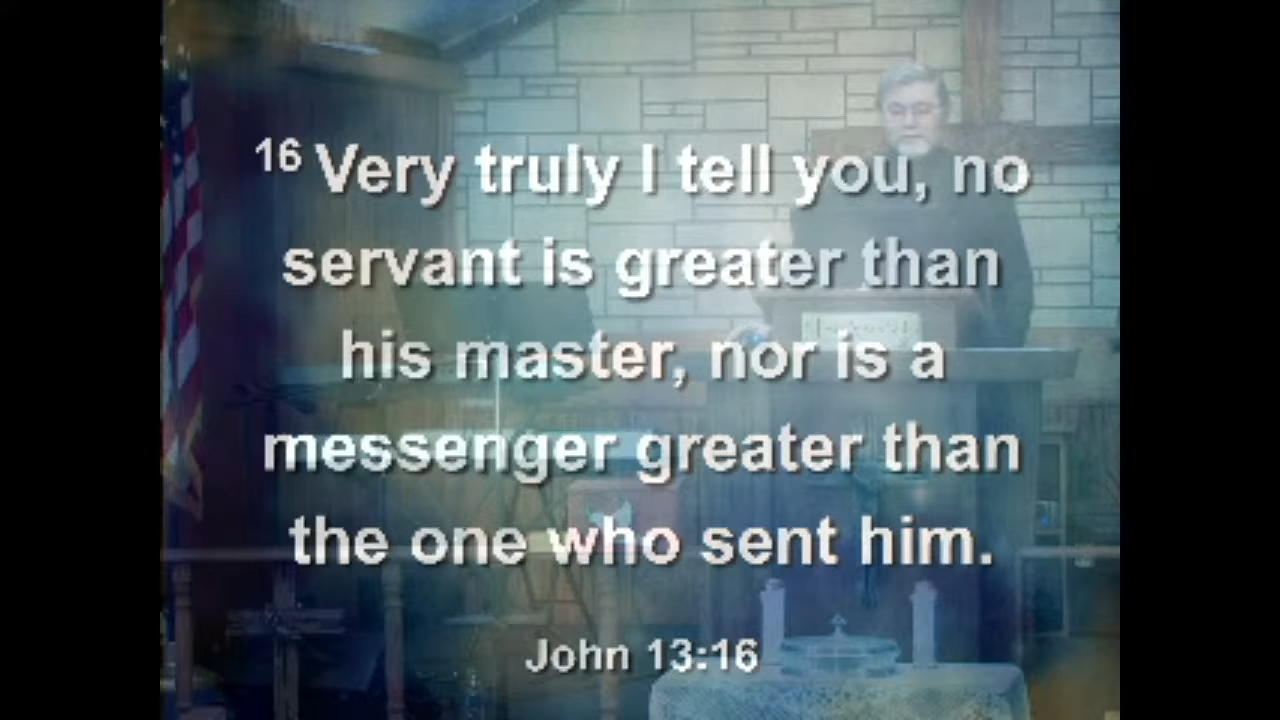 16 Very truly I tell you, no
servant is greater than
his master, nor is a
messenger greater than
the one who sent him.
John 13:16